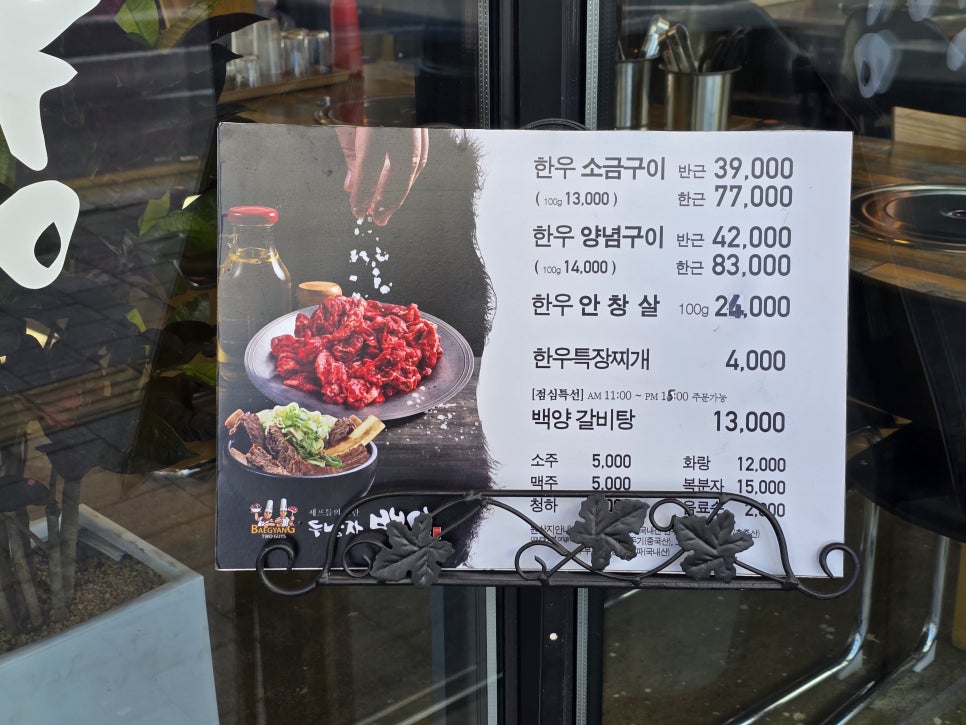 한우 소금구이 반근 39,000
( 100g 13,000 ) 한근 77,000
한우 양념구이 반근 42,000
( 100g 14,000 ) 한근 83,000
한우 안 창 살 100g 24,000
한우특장찌개 4,000
[점심특선] AM 11:00 ~ PM 15:00 주문가능
백양 갈비탕 13,000
소주 5,000 화랑 12,000
맥주 5,000 복분자 15,000
청하
BAEGYANG
TWO GUYS
두남자